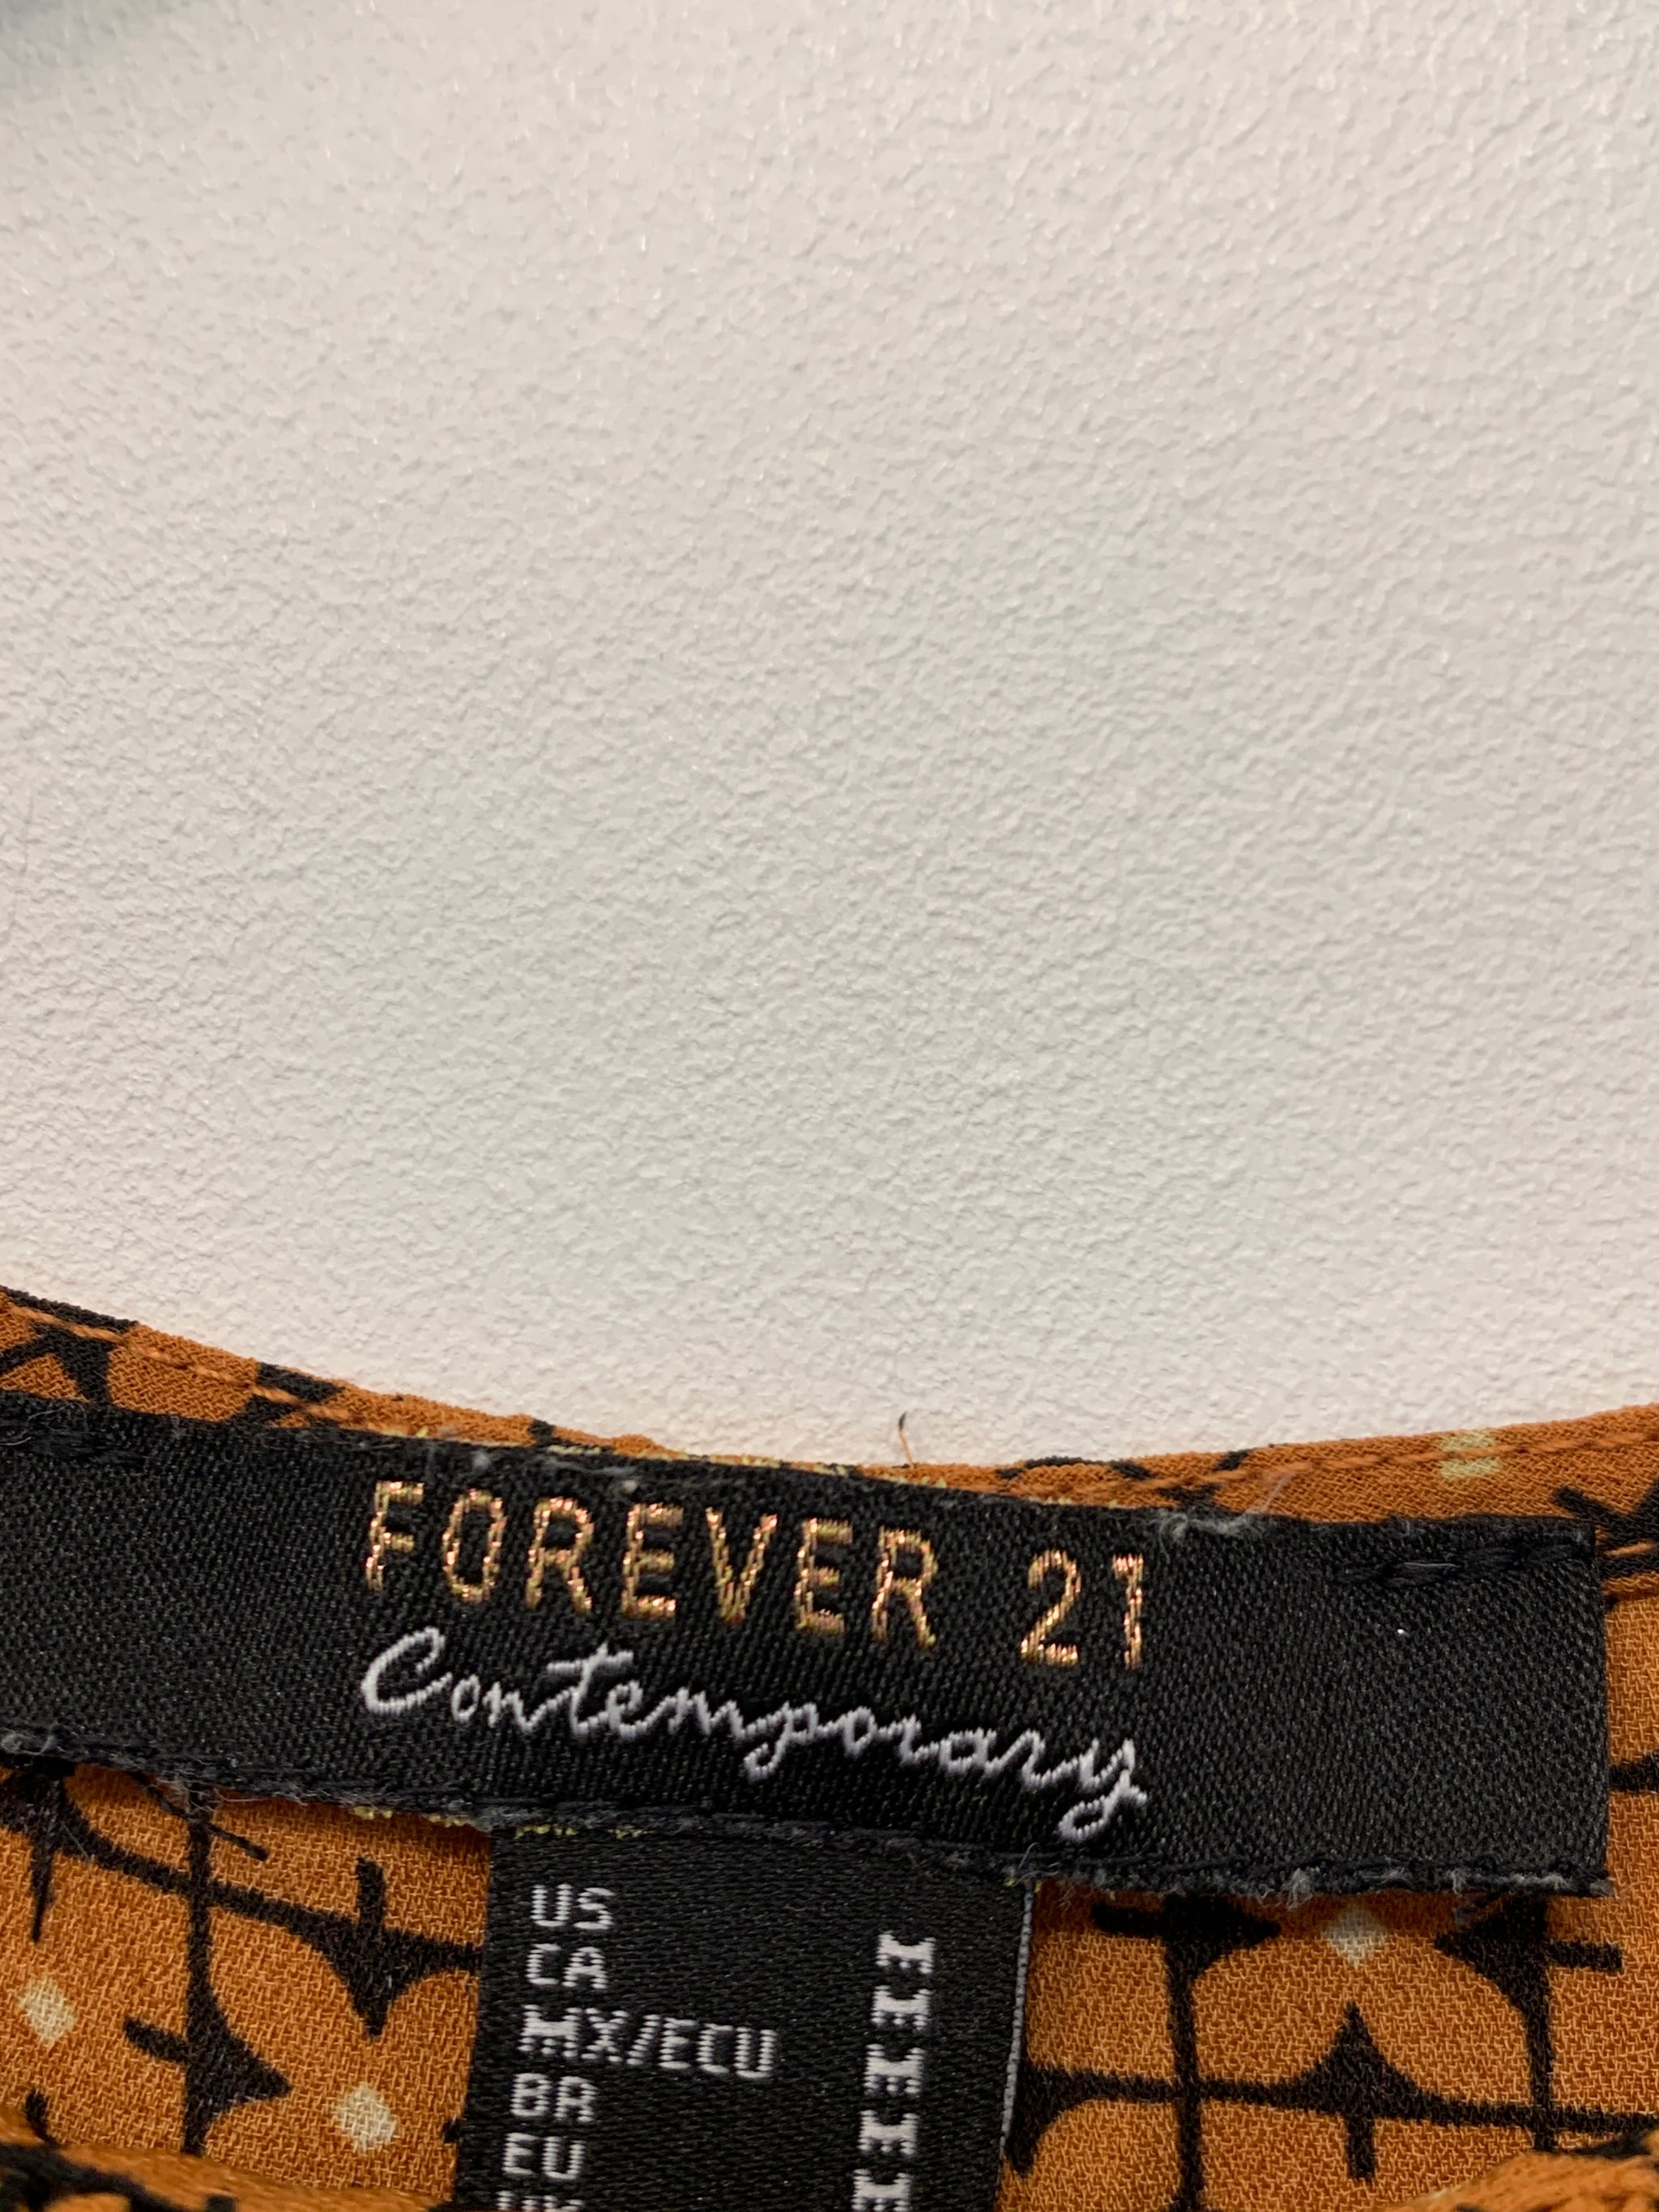 FOREVER 21
Contemporary
US M
CA M
MX/ECU M
BR M
EU M